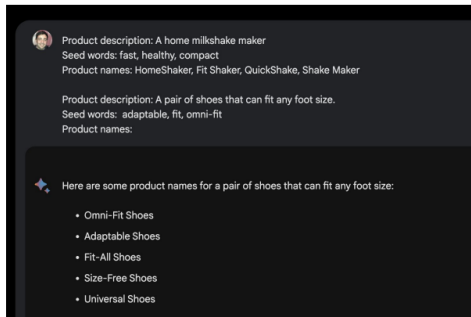 Product description: A home milkshake maker
Seed words: fast, healthy, compact
Product names: HomeShaker, Fit Shaker, QuickShake, Shake Maker
Product description: A pair of shoes that can fit any foot size.
Seed words: adaptable, fit, omni-fit
Product names:
Here are some product names for a pair of shoes that can fit any foot size:
• Omni-Fit Shoes
• Adaptable Shoes
• Fit-All Shoes
• Size-Free Shoes
• Universal Shoes